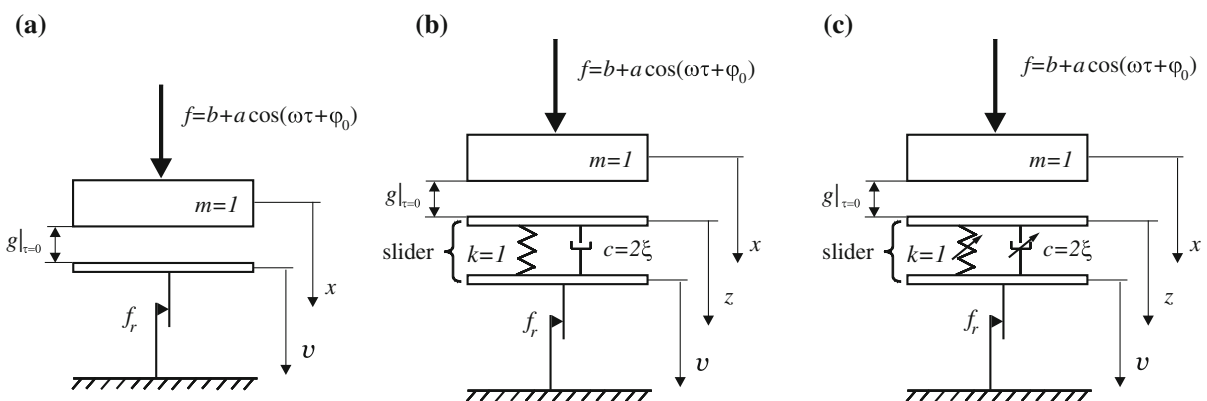 (a)
f=b+a cos(ωτ+φ₀)
m=1
g|τ=0
x
fᵣ
υ
(b)
f=b+a cos(ωτ+φ₀)
m=1
g|τ=0
slider
k=1
c=2ξ
x
z
fᵣ
υ
(c)
f=b+a cos(ωτ+φ₀)
m=1
g|τ=0
slider
k=1
c=2ξ
x
z
fᵣ
υ